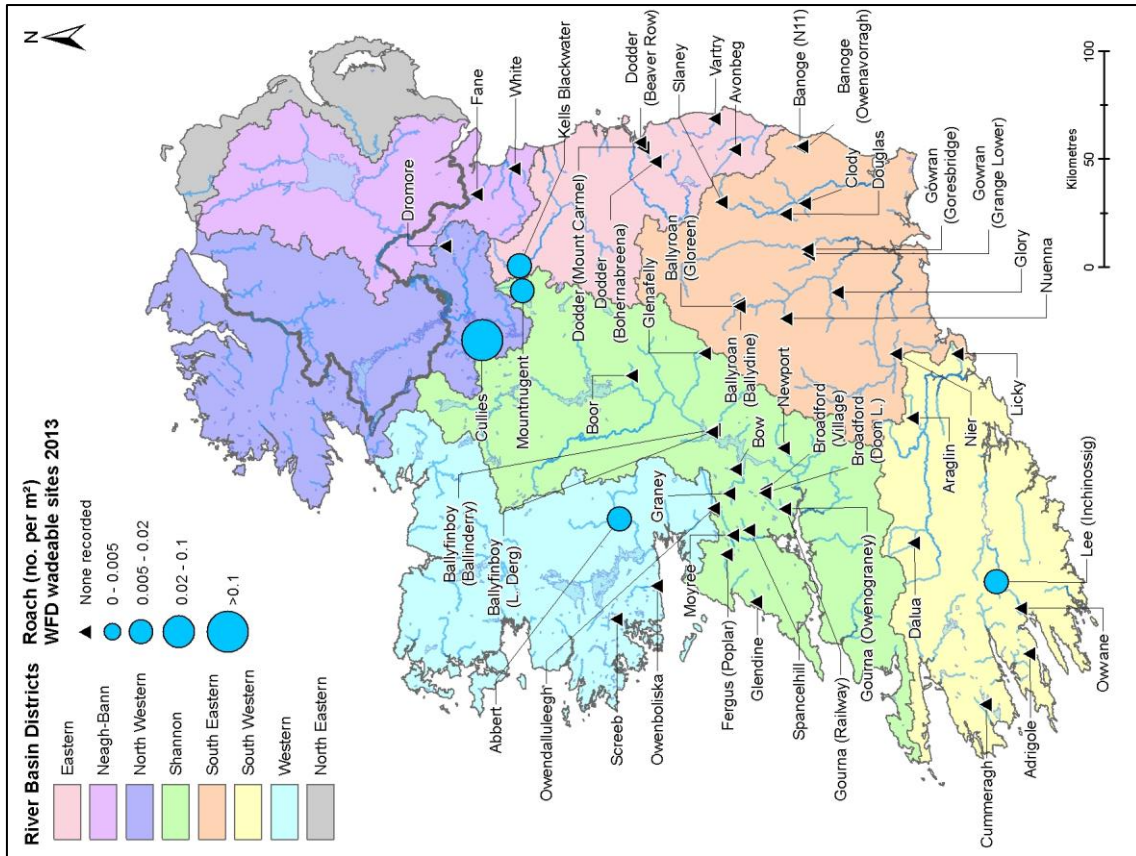 River Basin Districts
Eastern
Neagh-Bann
North Western
Shannon
South Eastern
South Western
Western
North Eastern
Roach (no. per m²)
WFD wadeable sites 2013
None recorded
0 - 0.005
0.005 - 0.02
0.02 - 0.1
>0.1
N
Dromore
Fane
White
Kells Blackwater
Cullies
Mountnugent
Dodder (Mount Carmel)
Dodder
(Bohernabreena)
Dodder
(Beaver Row)
Slaney
Vartry
Avonbeg
Banoge (N11)
Banoge
(Owenavorragh)
Clody
Douglas
Gowran
(Goresbridge)
Gowran
(Grange Lower)
Glory
Nuenna
Boor
Glenafelly
Ballyroan
(Gloreen)
Ballyroan
(Ballydine)
Newport
Bow
Broadford
(Village)
Broadford
(Doon L.)
Abbert
Owendalluleegh
Ballyfinboy
(Ballinderry)
Ballyfinboy
(L. Derg)
Graney
Screeb
Owenboliska
Moyree
Fergus (Poplar)
Glendine
Spancelhill
Gourna (Railway)
Gourna (Owenograney)
Dalua
Araglin
Nier
Licky
Lee (Inchinossig)
Cummeragh
Adrigole
Owvane
0
50
100
Kilometres